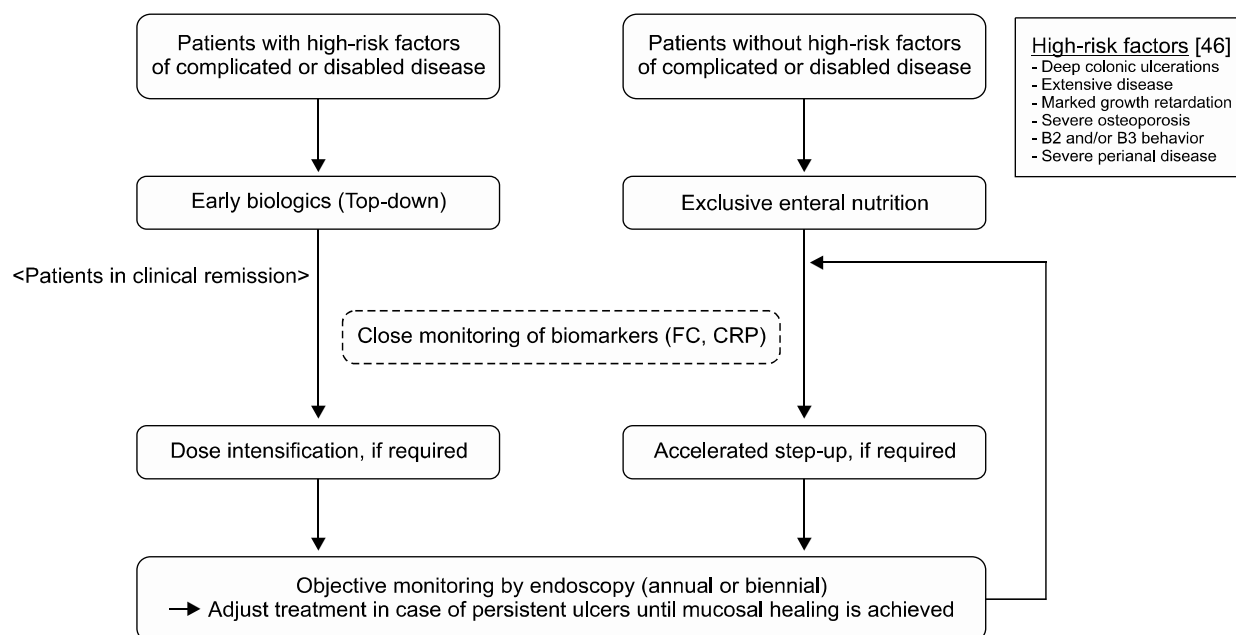 Patients with high-risk factors
of complicated or disabled disease
Patients without high-risk factors
of complicated or disabled disease
High-risk factors [46]
- Deep colonic ulcerations
- Extensive disease
- Marked growth retardation
- Severe osteoporosis
- B2 and/or B3 behavior
- Severe perianal disease
Early biologics (Top-down)
Exclusive enteral nutrition
<Patients in clinical remission>
Close monitoring of biomarkers (FC, CRP)
Dose intensification, if required
Accelerated step-up, if required
Objective monitoring by endoscopy (annual or biennial)
→ Adjust treatment in case of persistent ulcers until mucosal healing is achieved